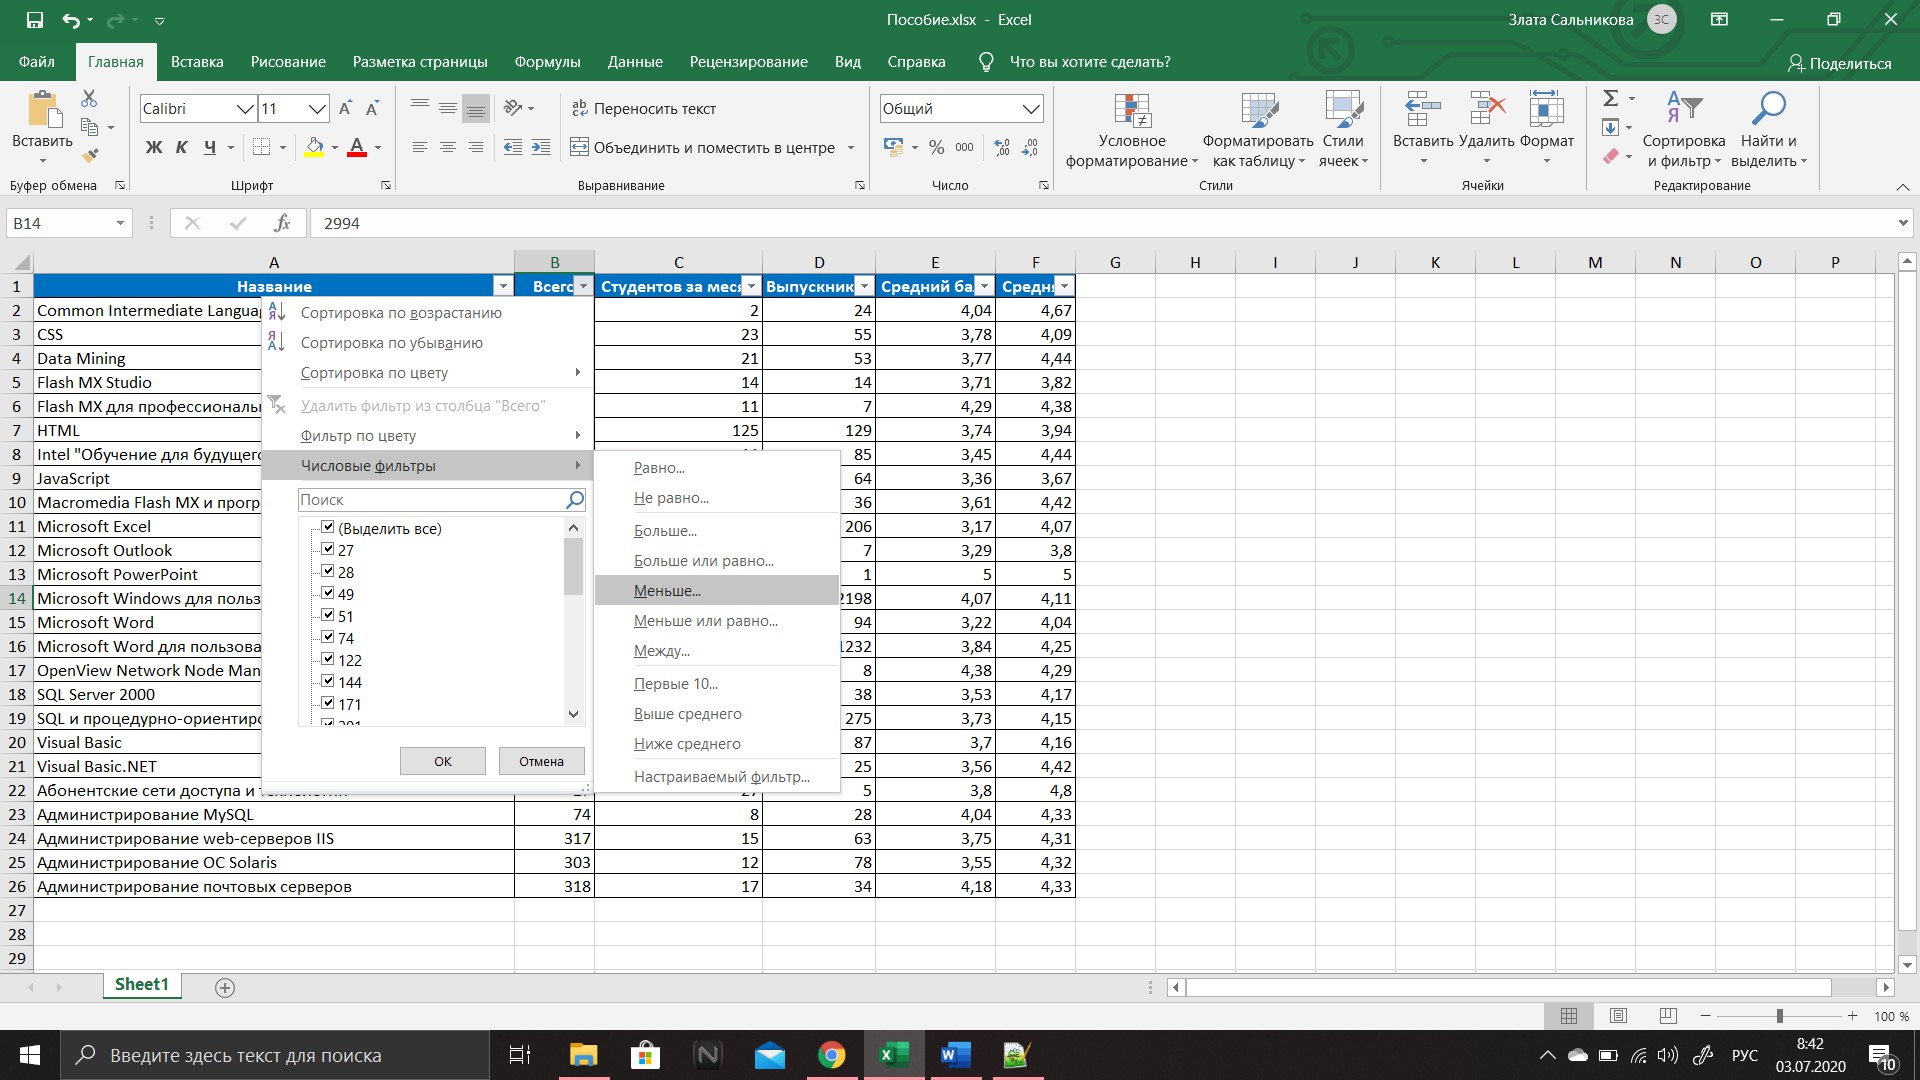 Пособие.xlsx - Excel
Злата Сальникова
ЗС
Файл
Главная
Вставка
Рисование
Разметка страницы
Формулы
Данные
Рецензирование
Вид
Справка
Что вы хотите сделать?
Поделиться
Вставить
Буфер обмена
Calibri
11
Ж К Ч
Шрифт
Переносить текст
Объединить и поместить в центре
Выравнивание
Общий
% 000
Число
Условное
форматирование
Форматировать
как таблицу
Стили
ячеек
Стили
Вставить
Удалить
Формат
Ячейки
Сортировка
и фильтр
Найти и
выделить
Редактирование
B14
fx
2994
A B C D E F G H I J K L M N O P
1 Название Всего Студентов за меся Выпускник Средний ба Средня
2 Common Intermediate Langua 2 24 4,04 4,67
3 CSS 23 55 3,78 4,09
4 Data Mining 21 53 3,77 4,44
5 Flash MX Studio 14 14 3,71 3,82
6 Flash MX для профессиональ 11 7 4,29 4,38
7 HTML 125 129 3,74 3,94
8 Intel "Обучение для будущего 85 3,45 4,44
9 JavaScript 64 3,36 3,67
10 Macromedia Flash MX и прогр 36 3,61 4,42
11 Microsoft Excel 206 3,17 4,07
12 Microsoft Outlook 7 3,29 3,8
13 Microsoft PowerPoint 1 5 5
14 Microsoft Windows для польз 2198 4,07 4,11
15 Microsoft Word 94 3,22 4,04
16 Microsoft Word для пользова 1232 3,84 4,25
17 OpenView Network Node Man 8 4,38 4,29
18 SQL Server 2000 38 3,53 4,17
19 SQL и процедурно-ориентиро 275 3,73 4,15
20 Visual Basic 87 3,7 4,16
21 Visual Basic.NET 25 3,56 4,42
22 Абонентские сети доступа и 5 3,8 4,8
23 Администрирование MySQL 74 8 28 4,04 4,33
24 Администрирование web-серверов IIS 317 15 63 3,75 4,31
25 Администрирование ОС Solaris 303 12 78 3,55 4,32
26 Администрирование почтовых серверов 318 17 34 4,18 4,33
27
28
29
Сортировка по возрастанию
Сортировка по убыванию
Сортировка по цвету
Удалить фильтр из столбца "Всего"
Фильтр по цвету
Числовые фильтры
Поиск
(Выделить все)
27
28
49
51
74
122
144
171
ОК
Отмена
Равно...
Не равно...
Больше...
Больше или равно...
Меньше...
Меньше или равно...
Между...
Первые 10...
Выше среднего
Ниже среднего
Настраиваемый фильтр...
Sheet1
100 %
Введите здесь текст для поиска
РУС
8:42
03.07.2020
10